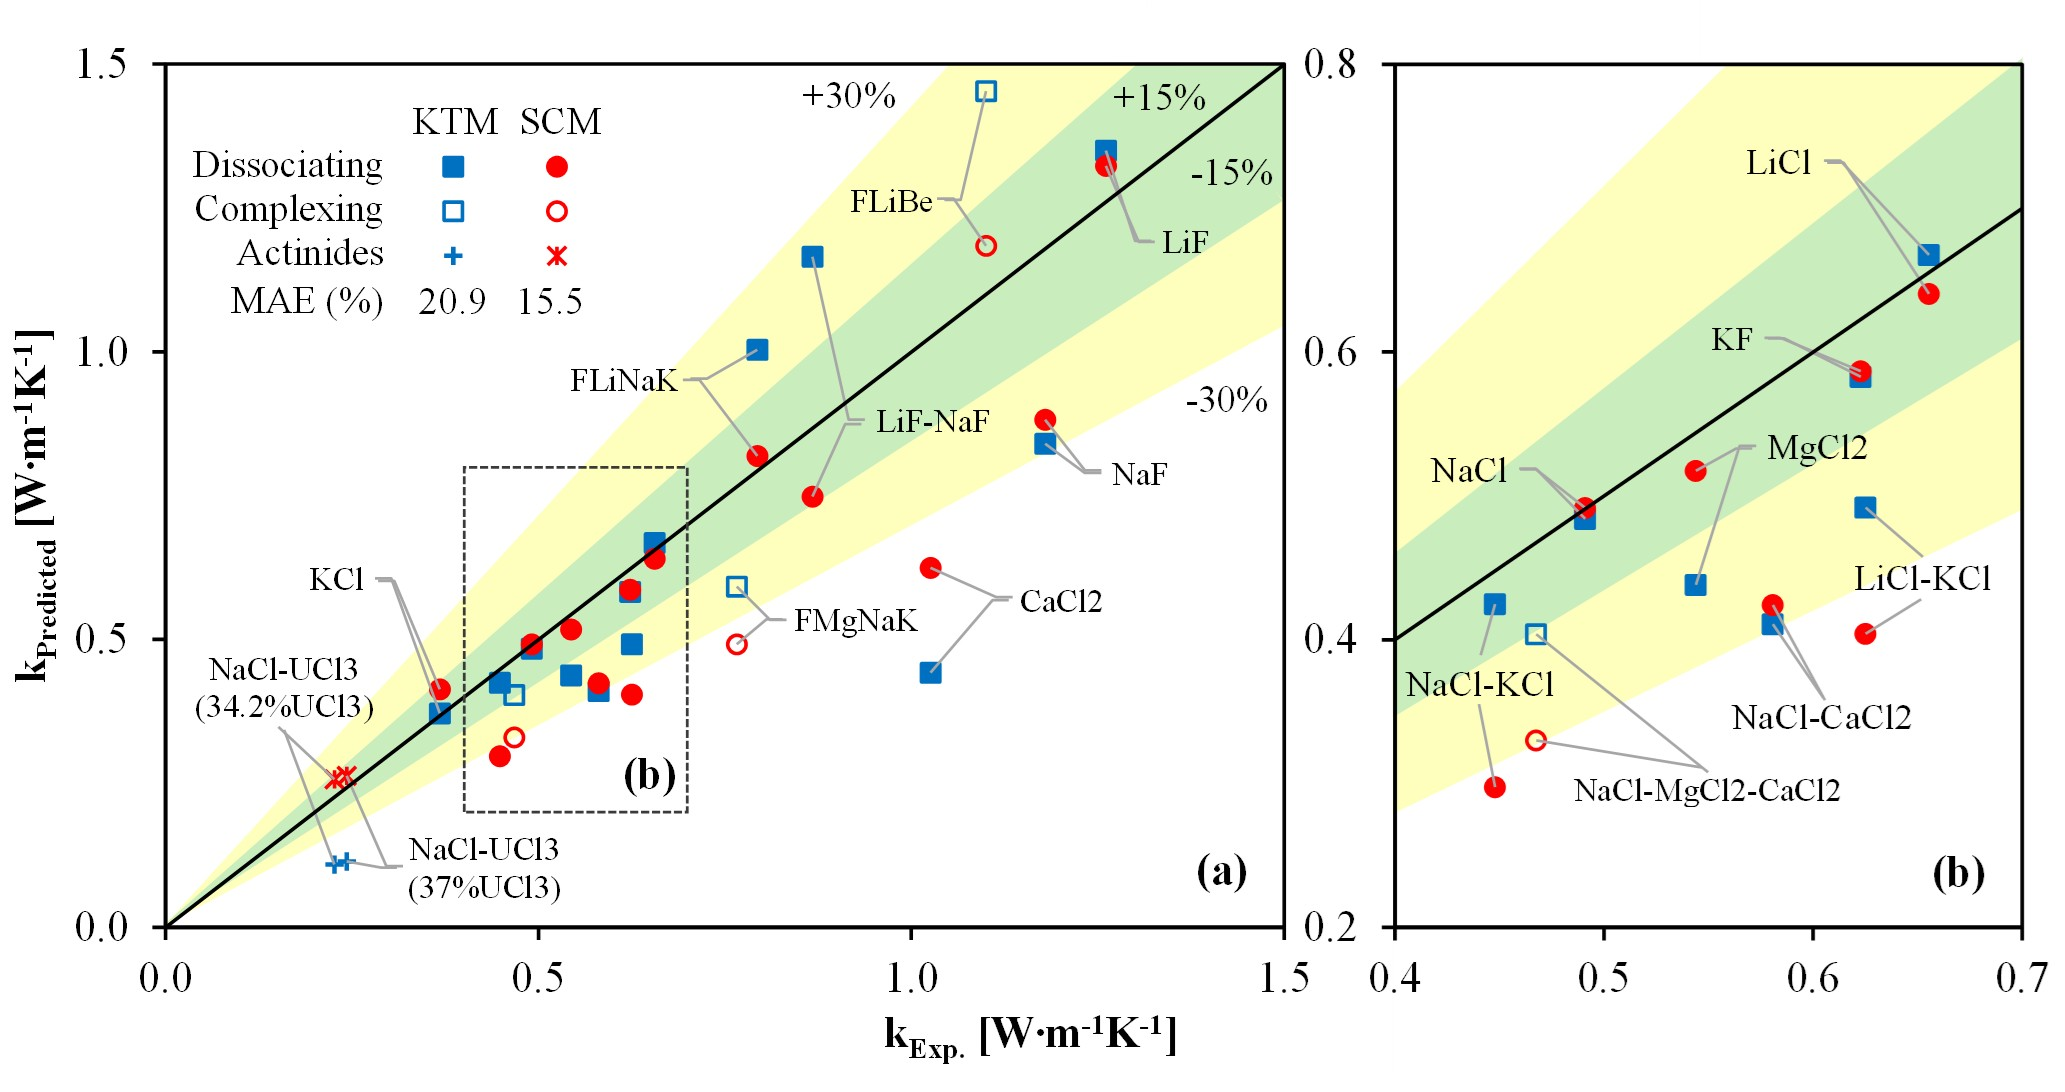 1.5
1.0
0.5
0.0
0.0
0.5
1.0
1.5
kPredicted [W·m-1K-1]
kExp. [W·m-1K-1]
KTM SCM
Dissociating
Complexing
Actinides
MAE (%) 20.9 15.5
+30%
+15%
-15%
-30%
FLiBe
LiF
FLiNaK
LiF-NaF
NaF
KCl
CaCl2
FMgNaK
NaCl-UCl3
(34.2%UCl3)
NaCl-UCl3
(37%UCl3)
(b)
(a)
0.8
0.6
0.4
0.2
0.4
0.5
0.6
0.7
LiCl
KF
MgCl2
NaCl
LiCl-KCl
NaCl-KCl
NaCl-CaCl2
NaCl-MgCl2-CaCl2
(b)